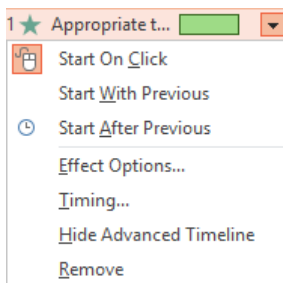 1 Appropriate t...
Start On Click
Start With Previous
Start After Previous
Effect Options...
Timing...
Hide Advanced Timeline
Remove